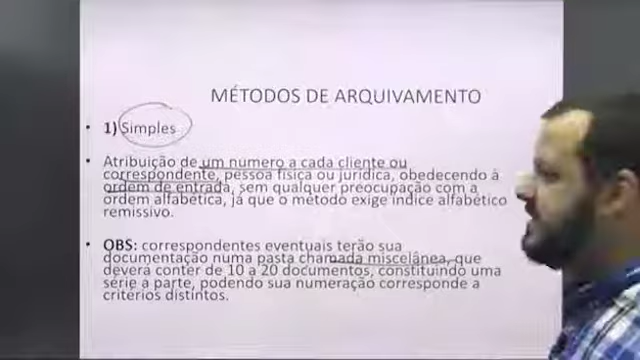 MÉTODOS DE ARQUIVAMENTO
• 1) Simples
• Atribuição de um numero a cada cliente ou
correspondente, pessoa física ou jurídica, obedecendo à
ordem de entrada, sem qualquer preocupação com a
ordem alfabética, já que o método exige índice alfabético
remissivo.
• OBS: correspondentes eventuais terão sua
documentação numa pasta chamada miscelânea, que
deverá conter de 10 a 20 documentos, constituindo uma
série a parte, podendo sua numeração corresponde a
critérios distintos.